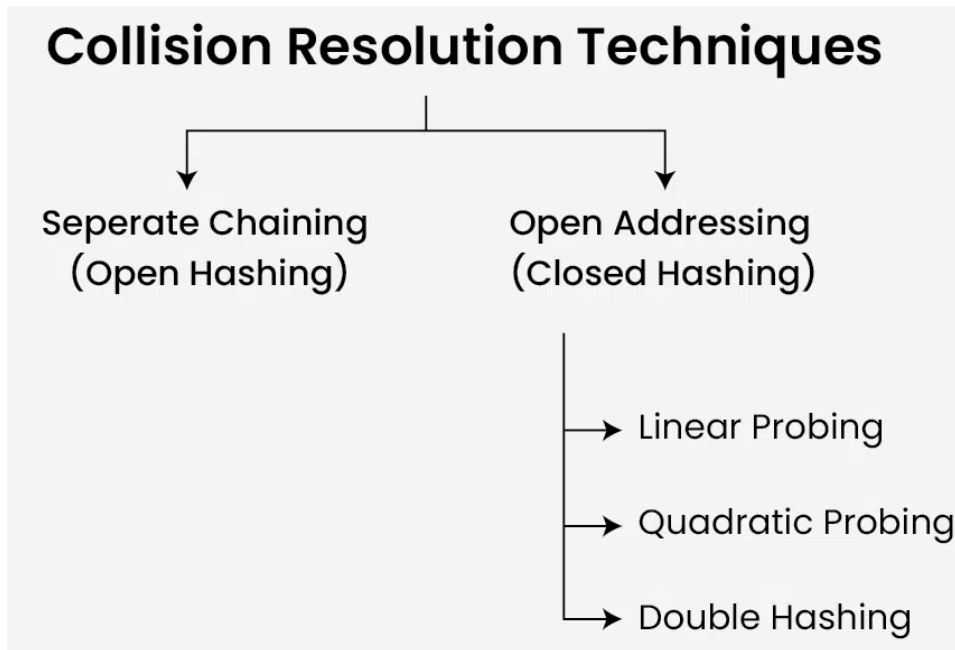 Collision Resolution Techniques
Seperate Chaining
(Open Hashing)
Open Addressing
(Closed Hashing)
Linear Probing
Quadratic Probing
Double Hashing